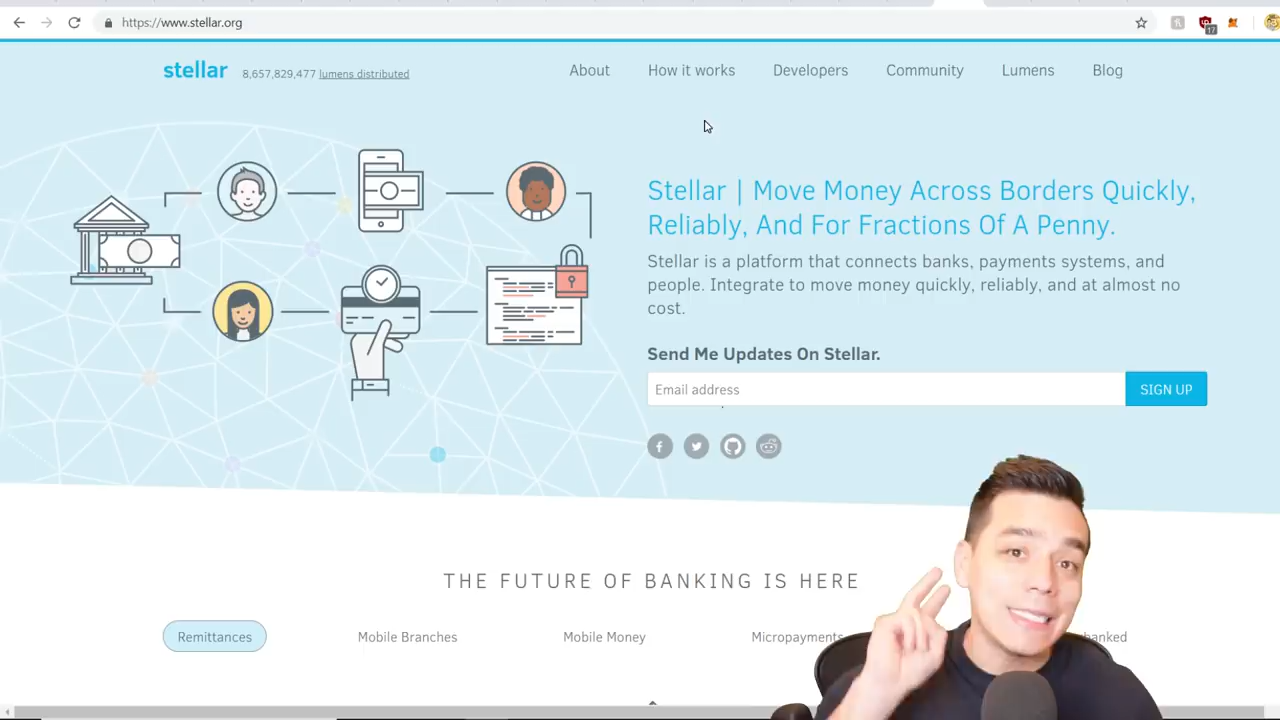 https://www.stellar.org
17
stellar
8,657,829,477 lumens distributed
About
How it works
Developers
Community
Lumens
Blog
Stellar | Move Money Across Borders Quickly,
Reliably, And For Fractions Of A Penny.
Stellar is a platform that connects banks, payments systems, and
people. Integrate to move money quickly, reliably, and at almost no
cost.
Send Me Updates On Stellar.
Email address
SIGN UP
THE FUTURE OF BANKING IS HERE
Remittances
Mobile Branches
Mobile Money
Micropayments